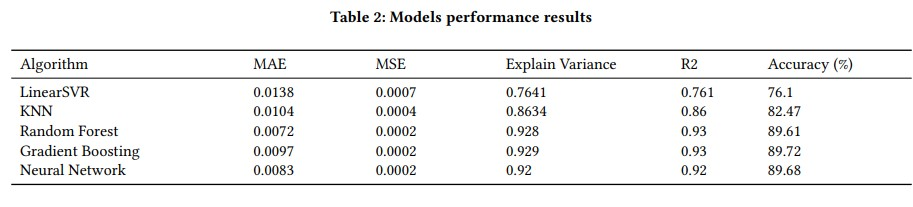 Table 2: Models performance results
Algorithm MAE MSE Explain Variance R2 Accuracy (%)
LinearSVR 0.0138 0.0007 0.7641 0.761 76.1
KNN 0.0104 0.0004 0.8634 0.86 82.47
Random Forest 0.0072 0.0002 0.928 0.93 89.61
Gradient Boosting 0.0097 0.0002 0.929 0.93 89.72
Neural Network 0.0083 0.0002 0.92 0.92 89.68